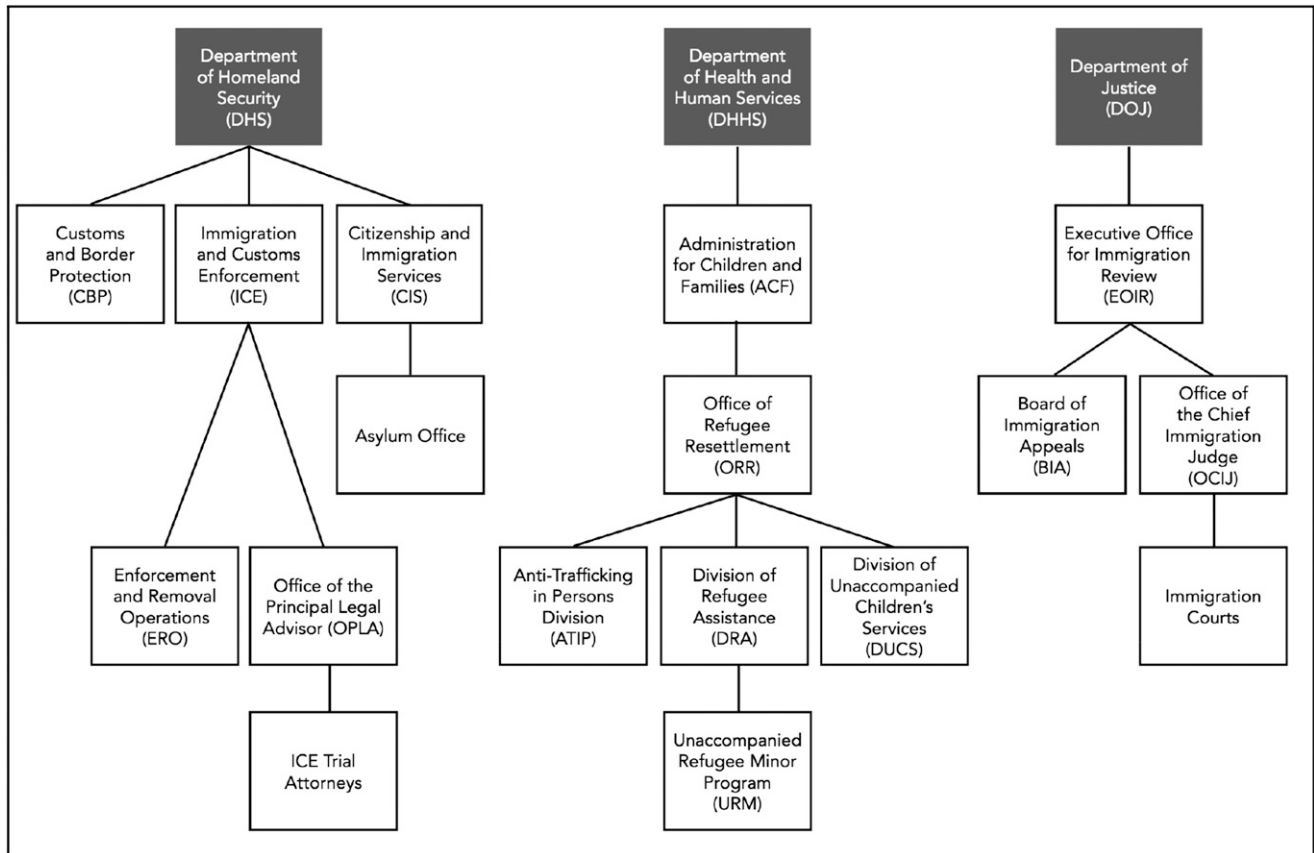 Department
of Homeland
Security
(DHS)
Department
of Health and
Human Services
(DHHS)
Department of
Justice
(DOJ)
Customs
and Border
Protection
(CBP)
Immigration
and Customs
Enforcement
(ICE)
Citizenship and
Immigration
Services
(CIS)
Administration
for Children and
Families (ACF)
Executive Office
for Immigration
Review
(EOIR)
Asylum Office
Office of
Refugee
Resettlement
(ORR)
Board of
Immigration
Appeals
(BIA)
Office of
the Chief
Immigration
Judge
(OCIJ)
Enforcement
and Removal
Operations
(ERO)
Office of the
Principal Legal
Advisor (OPLA)
Anti-Trafficking
in Persons
Division
(ATIP)
Division of
Refugee
Assistance
(DRA)
Division of
Unaccompanied
Children’s
Services
(DUCS)
Immigration
Courts
ICE Trial
Attorneys
Unaccompanied
Refugee Minor
Program
(URM)